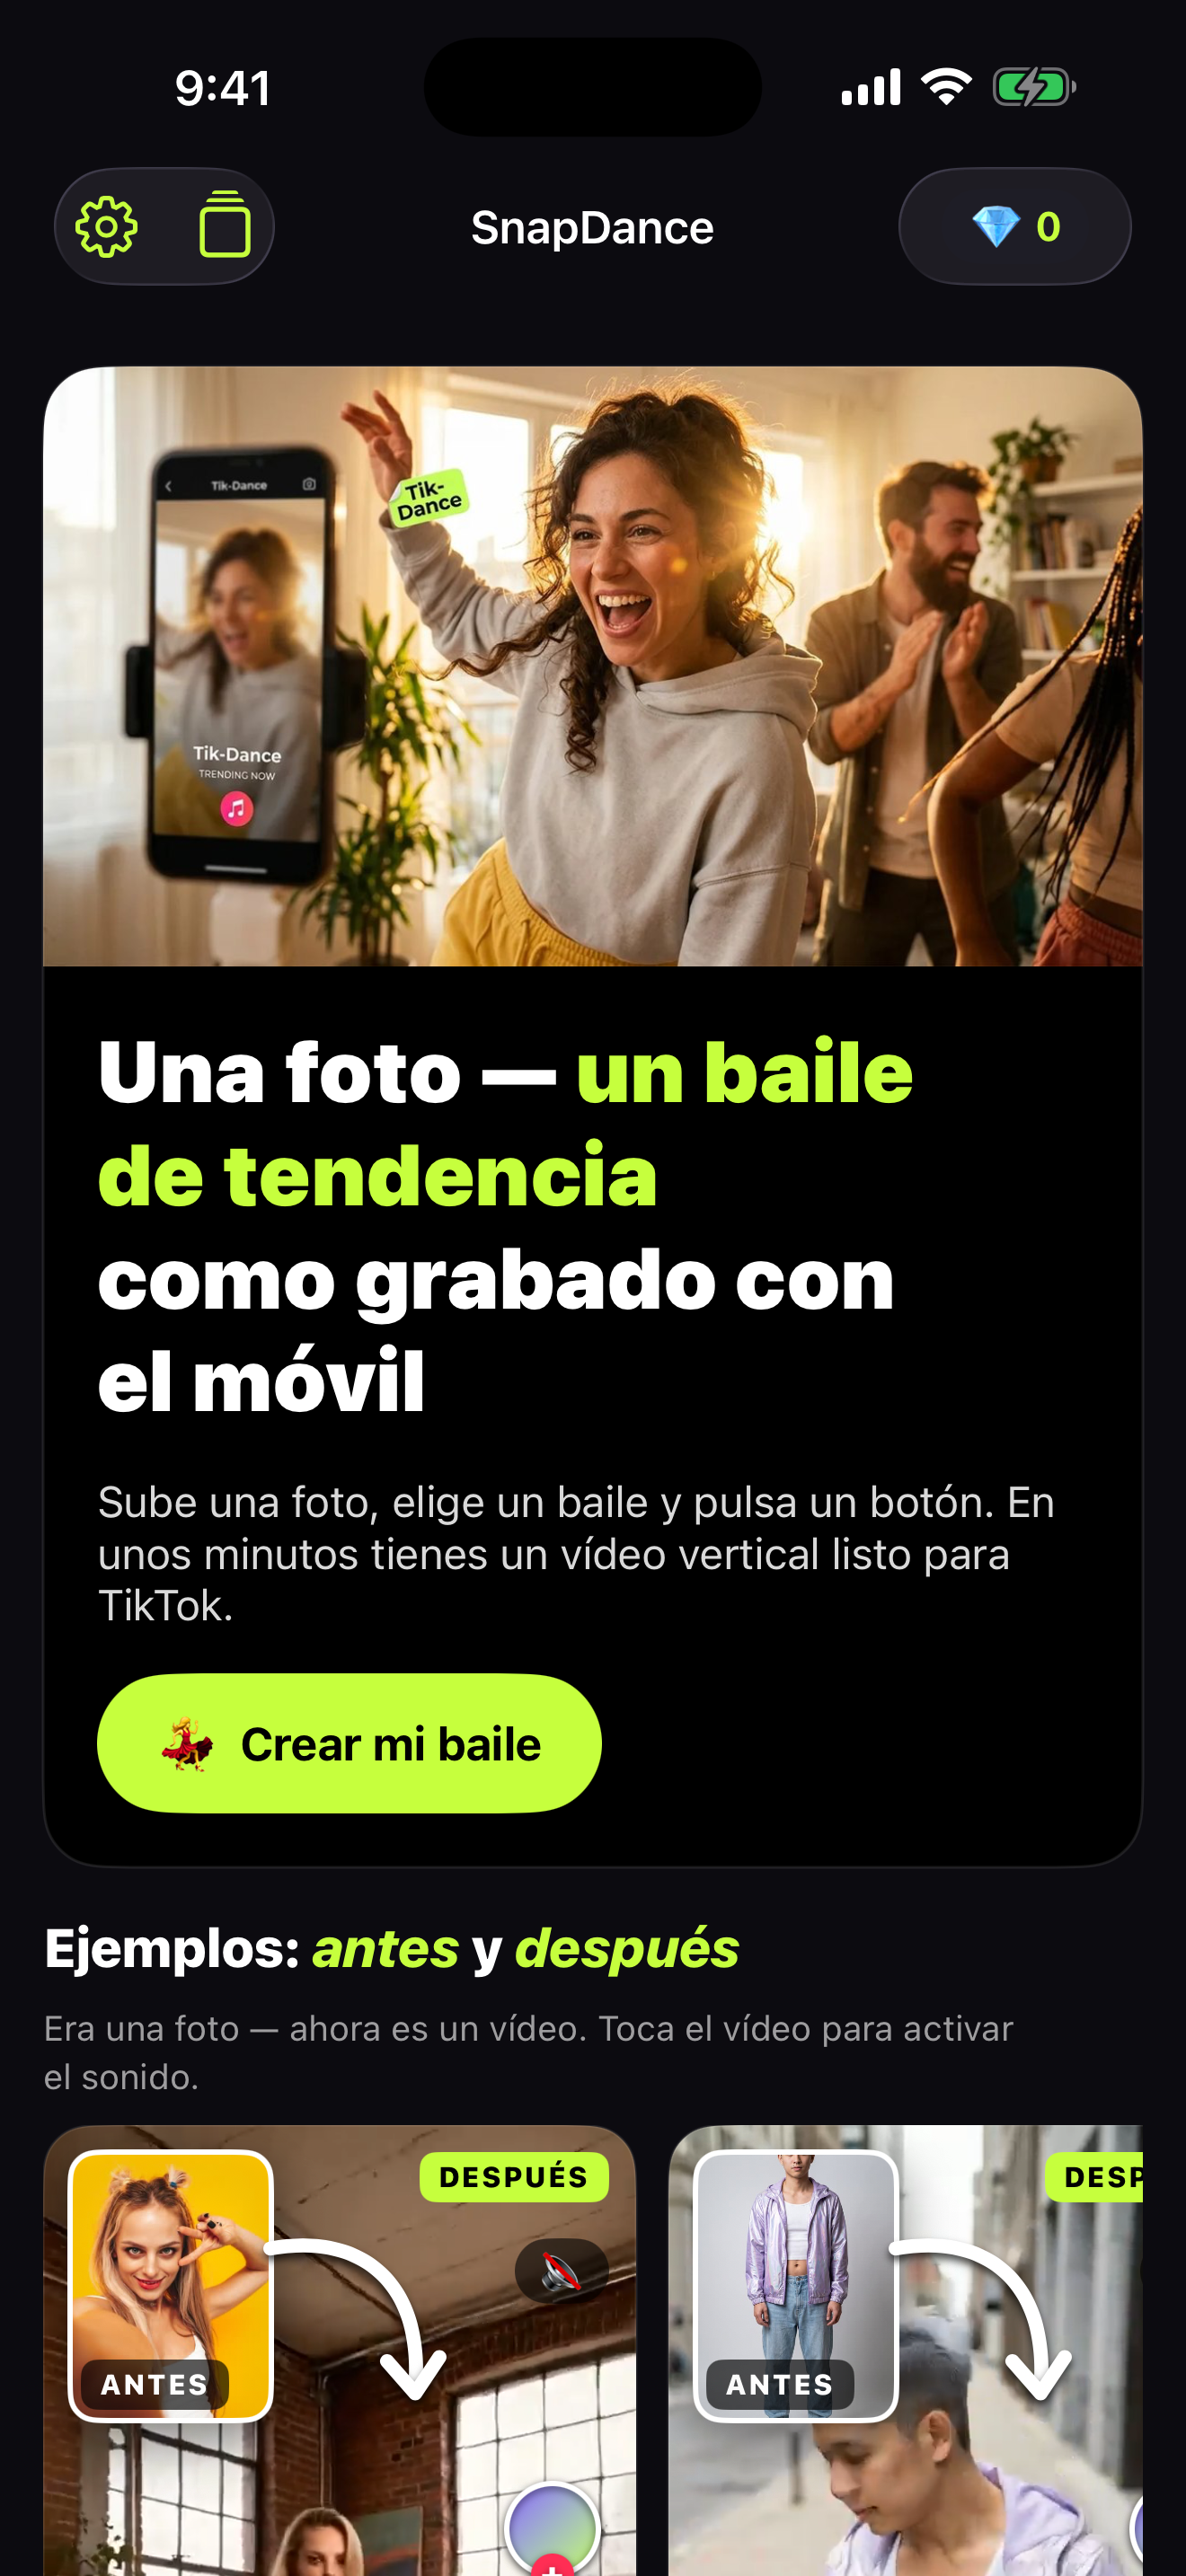 9:41
SnapDance
0
Tik-Dance
Tik-
Dance
Tik-Dance
TRENDING NOW
Una foto — un baile
de tendencia
como grabado con
el móvil
Sube una foto, elige un baile y pulsa un botón. En
unos minutos tienes un vídeo vertical listo para
TikTok.
Crear mi baile
Ejemplos: antes y después
Era una foto — ahora es un vídeo. Toca el vídeo para activar
el sonido.
DESPUÉS
ANTES
DESP
ANTES